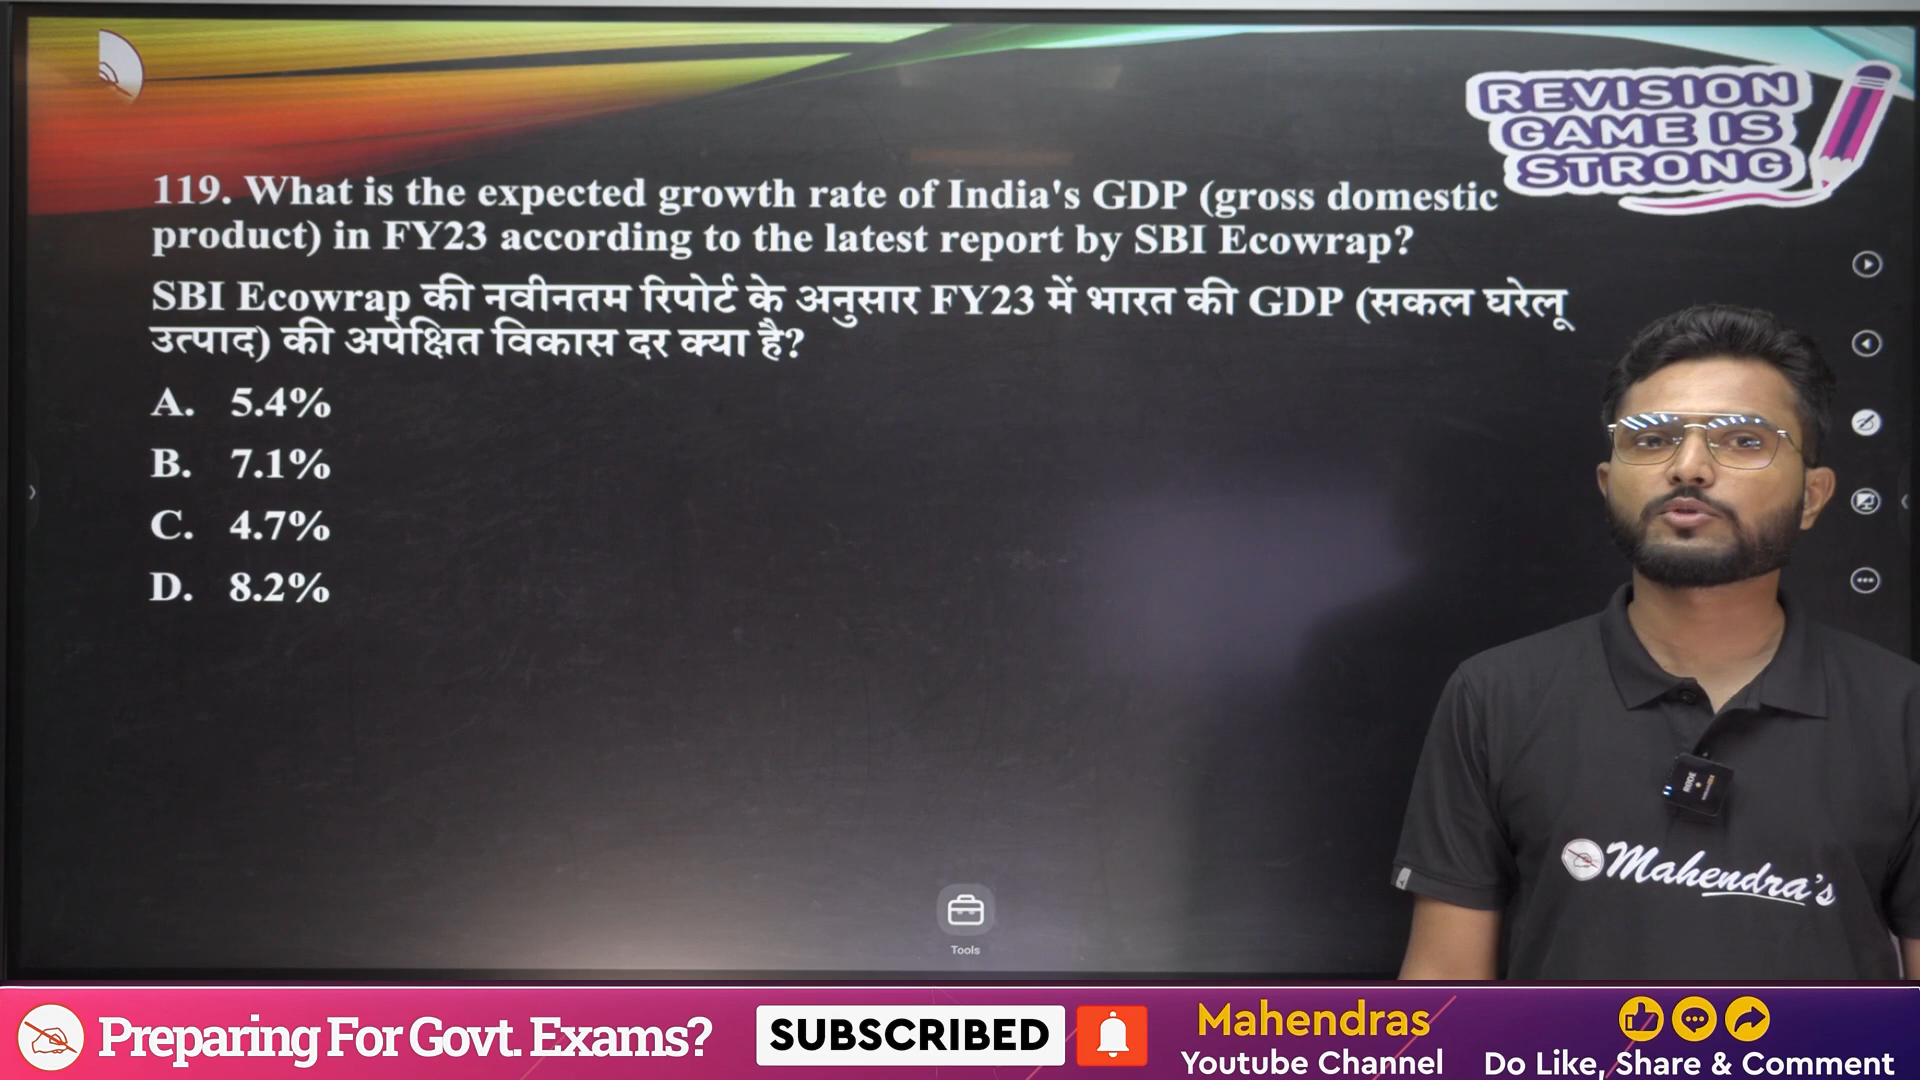 REVISION
GAME IS
STRONG
119. What is the expected growth rate of India's GDP (gross domestic
product) in FY23 according to the latest report by SBI Ecowrap?
SBI Ecowrap की नवीनतम रिपोर्ट के अनुसार FY23 में भारत की GDP (सकल घरेलू
उत्पाद) की अपेक्षित विकास दर क्या है?
A. 5.4%
B. 7.1%
C. 4.7%
D. 8.2%
Tools
RODE
Mahendra's
Preparing For Govt. Exams?
SUBSCRIBED
Mahendras
Youtube Channel
Do Like, Share & Comment